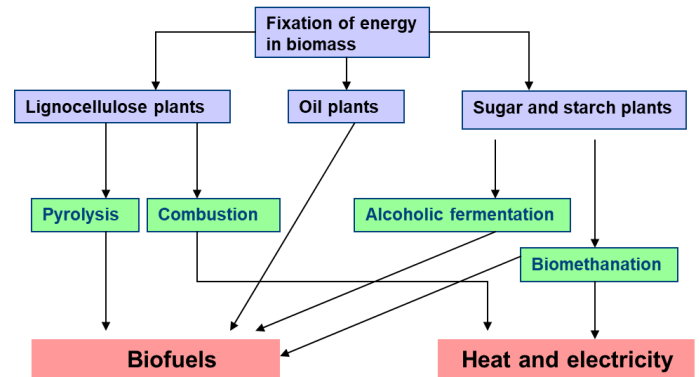 Fixation of energy
in biomass
Lignocellulose plants
Oil plants
Sugar and starch plants
Pyrolysis
Combustion
Alcoholic fermentation
Biomethanation
Biofuels
Heat and electricity